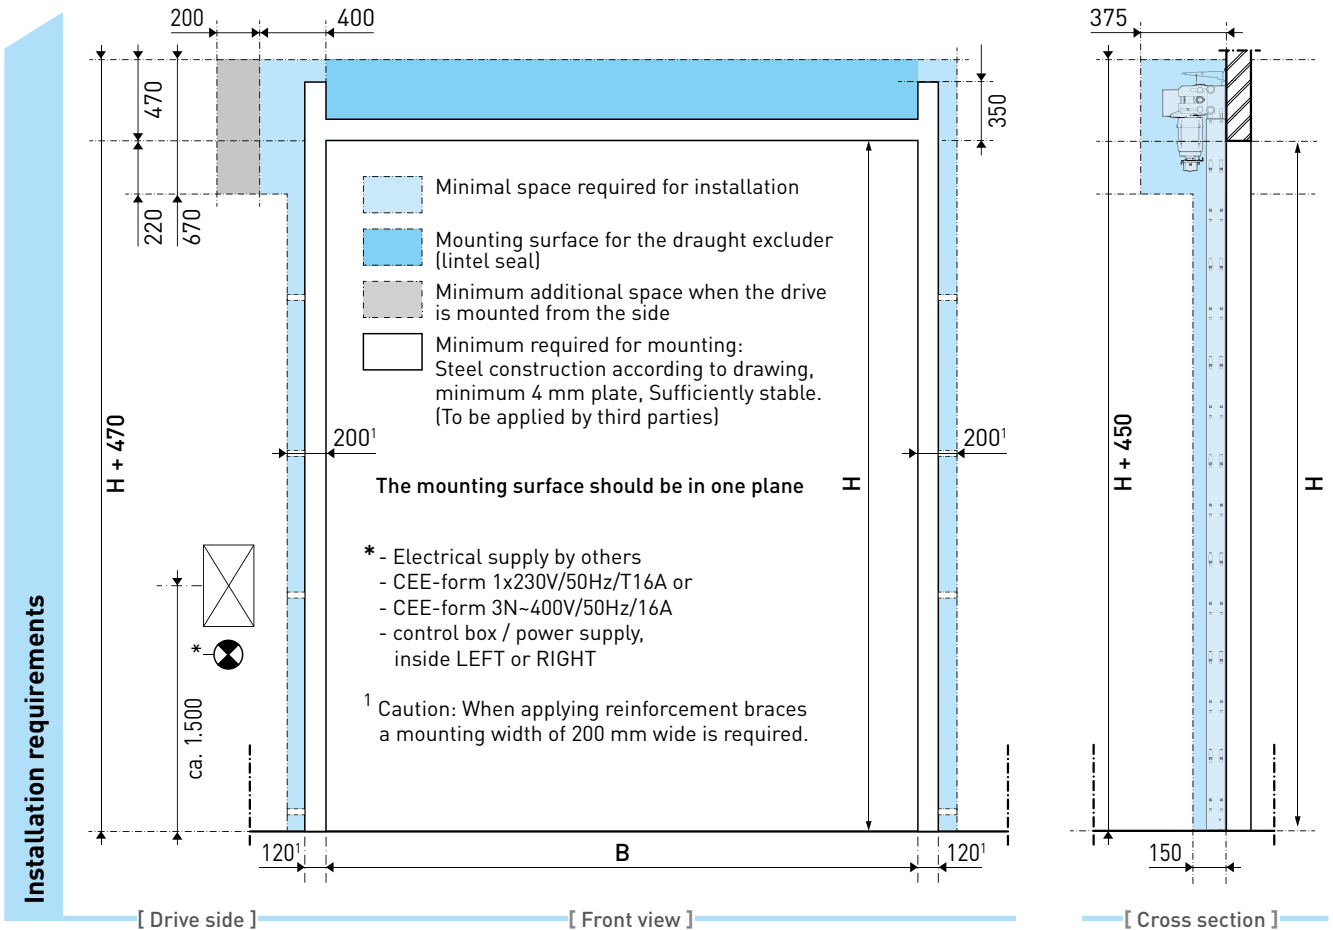 Installation requirements
200
400
375
470
350
220
670
Minimal space required for installation
Mounting surface for the draught excluder
(lintel seal)
Minimum additional space when the drive
is mounted from the side
Minimum required for mounting:
Steel construction according to drawing,
minimum 4 mm plate, Sufficiently stable.
(To be applied by third parties)
H + 470
200¹
200¹
H + 450
The mounting surface should be in one plane
H
H
* - Electrical supply by others
- CEE-form 1x230V/50Hz/T16A or
- CEE-form 3N~400V/50Hz/16A
- control box / power supply,
inside LEFT or RIGHT
*
¹ Caution: When applying reinforcement braces
a mounting width of 200 mm wide is required.
ca. 1.500
120¹
B
120¹
150
[ Drive side ]
[ Front view ]
[ Cross section ]